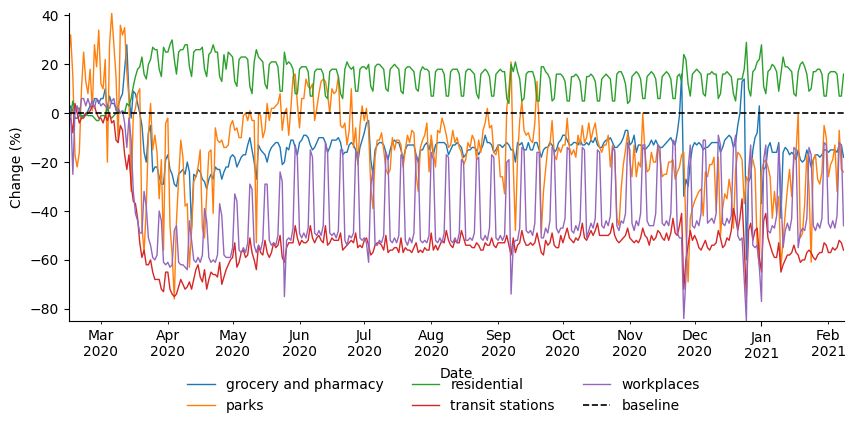 40
20
0
−20
−40
−60
−80
Change (%)
Mar Apr May Jun Jul Aug Sep Oct Nov Dec Jan Feb
2020 2020 2020 2020 2020 2020 2020 2020 2020 2020 2021 2021
Date
grocery and pharmacy residential workplaces
parks transit stations baseline